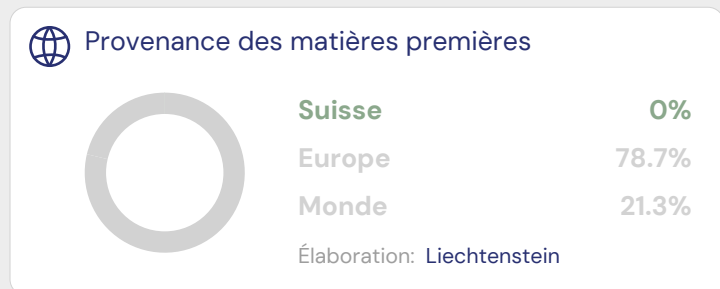 Provenance des matières premières
Suisse 0%
Europe 78.7%
Monde 21.3%
Élaboration: Liechtenstein